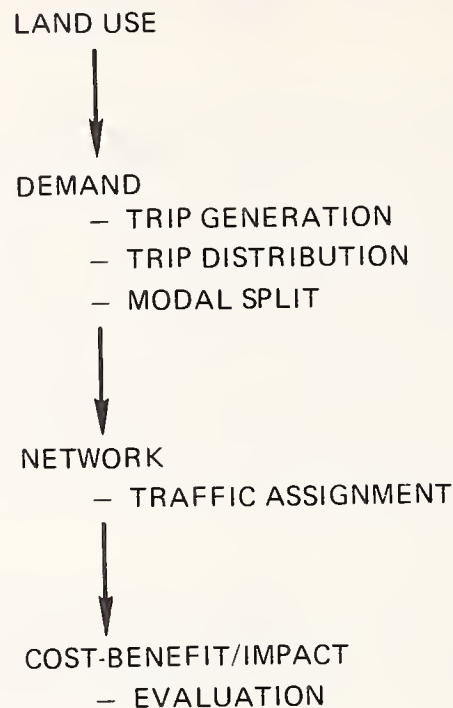 LAND USE
DEMAND
– TRIP GENERATION
– TRIP DISTRIBUTION
– MODAL SPLIT
NETWORK
– TRAFFIC ASSIGNMENT
COST-BENEFIT/IMPACT
– EVALUATION